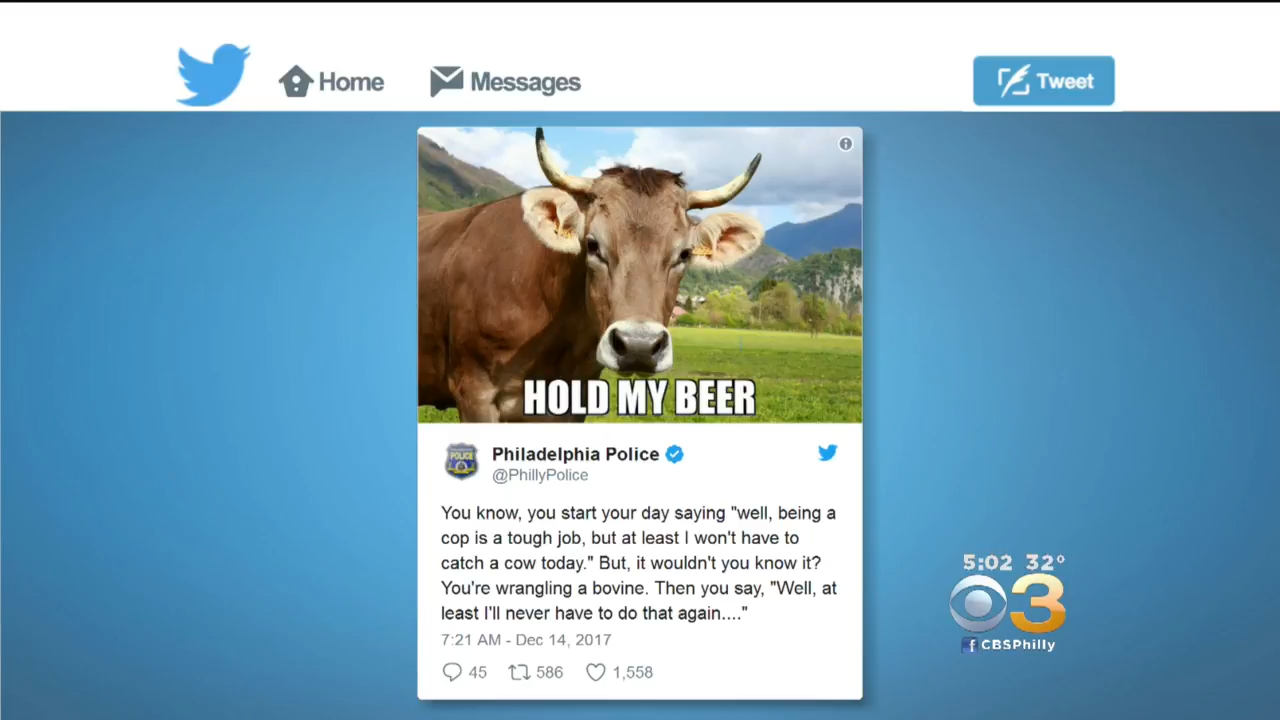 Home
Messages
Tweet
HOLD MY BEER
POLICE
Philadelphia Police
@PhillyPolice
You know, you start your day saying "well, being a
cop is a tough job, but at least I won't have to
catch a cow today." But, it wouldn't you know it?
You're wrangling a bovine. Then you say, "Well, at
least I'll never have to do that again...."
7:21 AM - Dec 14, 2017
45 586 1,558
5:02 32°
3
f CBSPhilly